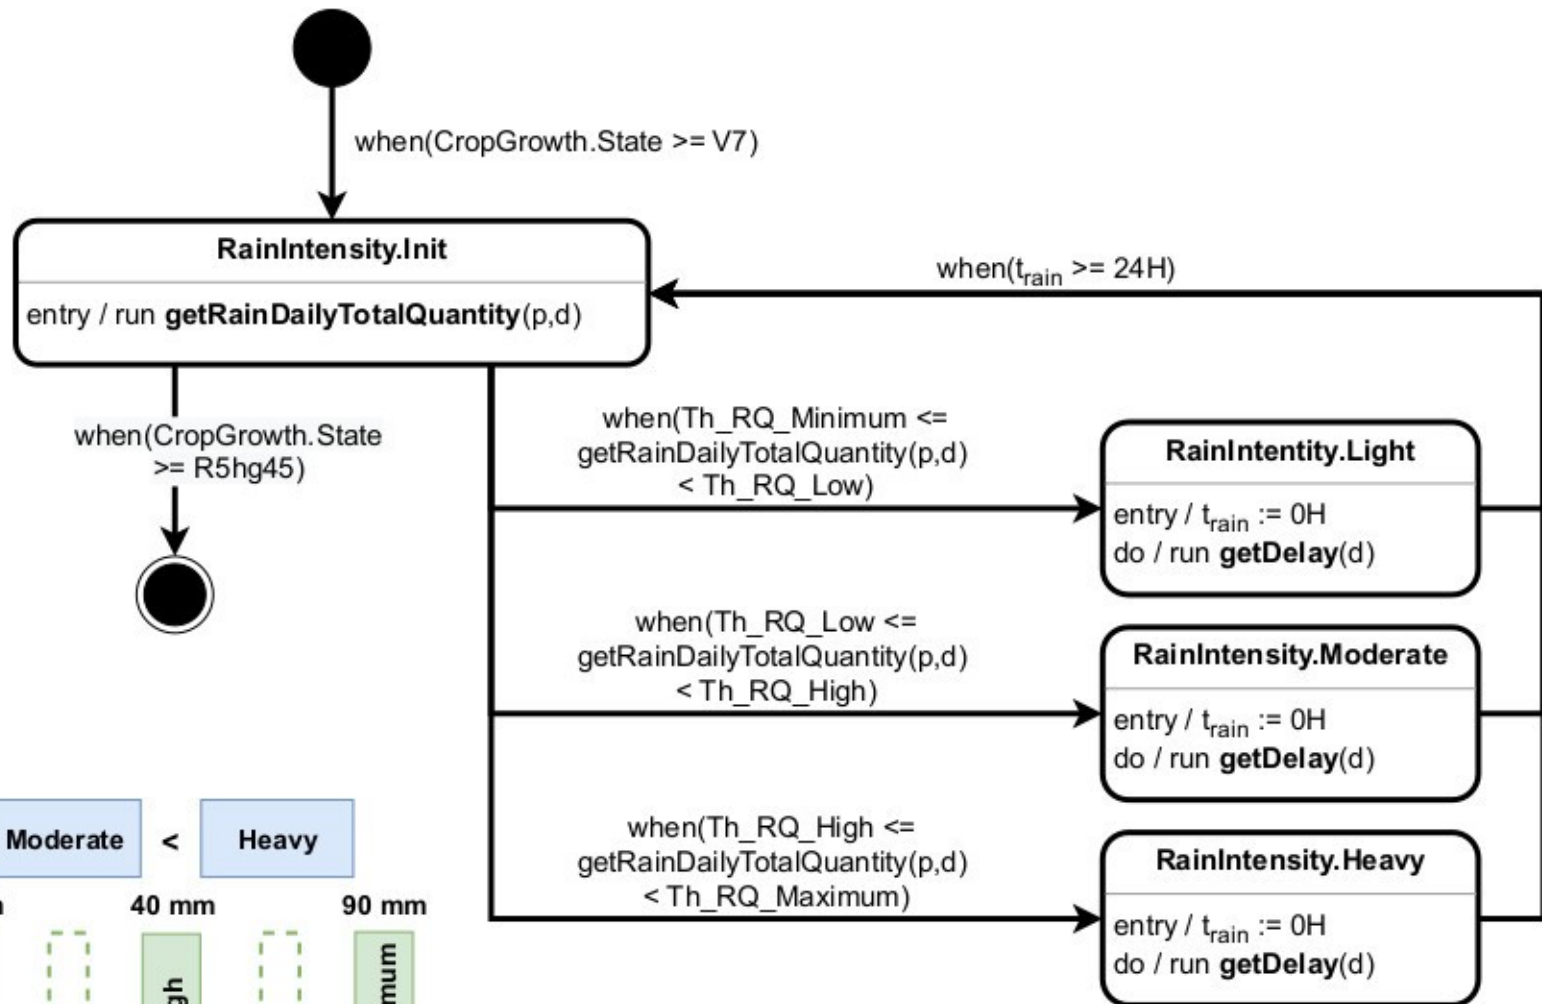 when(CropGrowth.State >= V7)
RainIntensity.Init
entry / run getRainDailyTotalQuantity(p,d)
when(t_rain >= 24H)
when(CropGrowth.State
>= R5hg45)
when(Th_RQ_Minimum <=
getRainDailyTotalQuantity(p,d)
< Th_RQ_Low)
RainIntentity.Light
entry / t_rain := 0H
do / run getDelay(d)
when(Th_RQ_Low <=
getRainDailyTotalQuantity(p,d)
< Th_RQ_High)
RainIntensity.Moderate
entry / t_rain := 0H
do / run getDelay(d)
when(Th_RQ_High <=
getRainDailyTotalQuantity(p,d)
< Th_RQ_Maximum)
RainIntensity.Heavy
entry / t_rain := 0H
do / run getDelay(d)
Moderate < Heavy
40 mm 90 mm